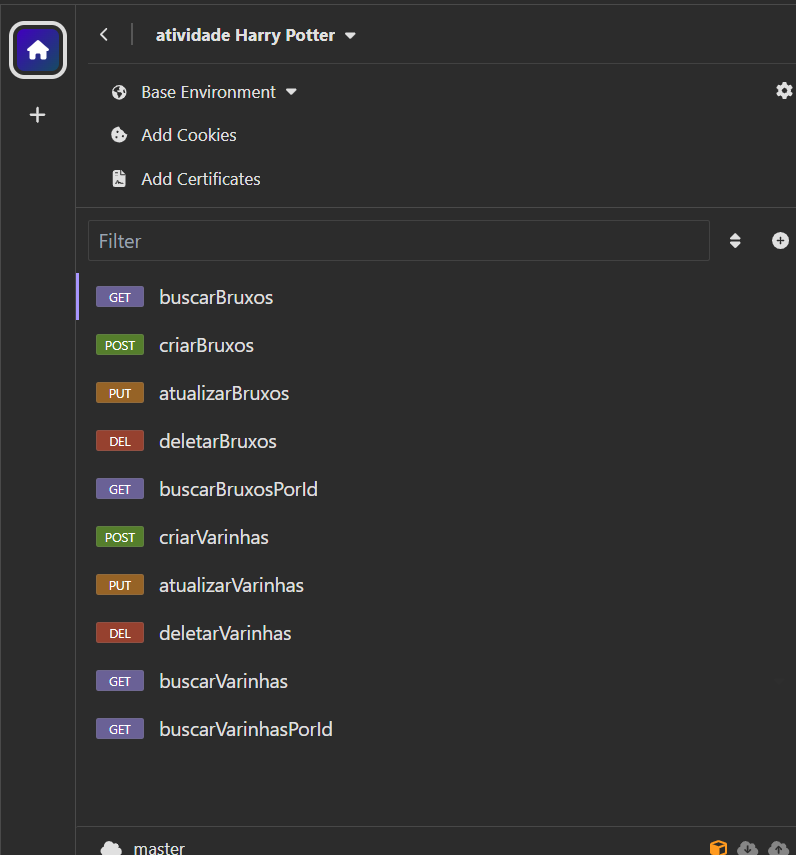 atividade Harry Potter
Base Environment
Add Cookies
Add Certificates
Filter
GET buscarBruxos
POST criarBruxos
PUT atualizarBruxos
DEL deletarBruxos
GET buscarBruxosPorId
POST criarVarinhas
PUT atualizarVarinhas
DEL deletarVarinhas
GET buscarVarinhas
GET buscarVarinhasPorId
master